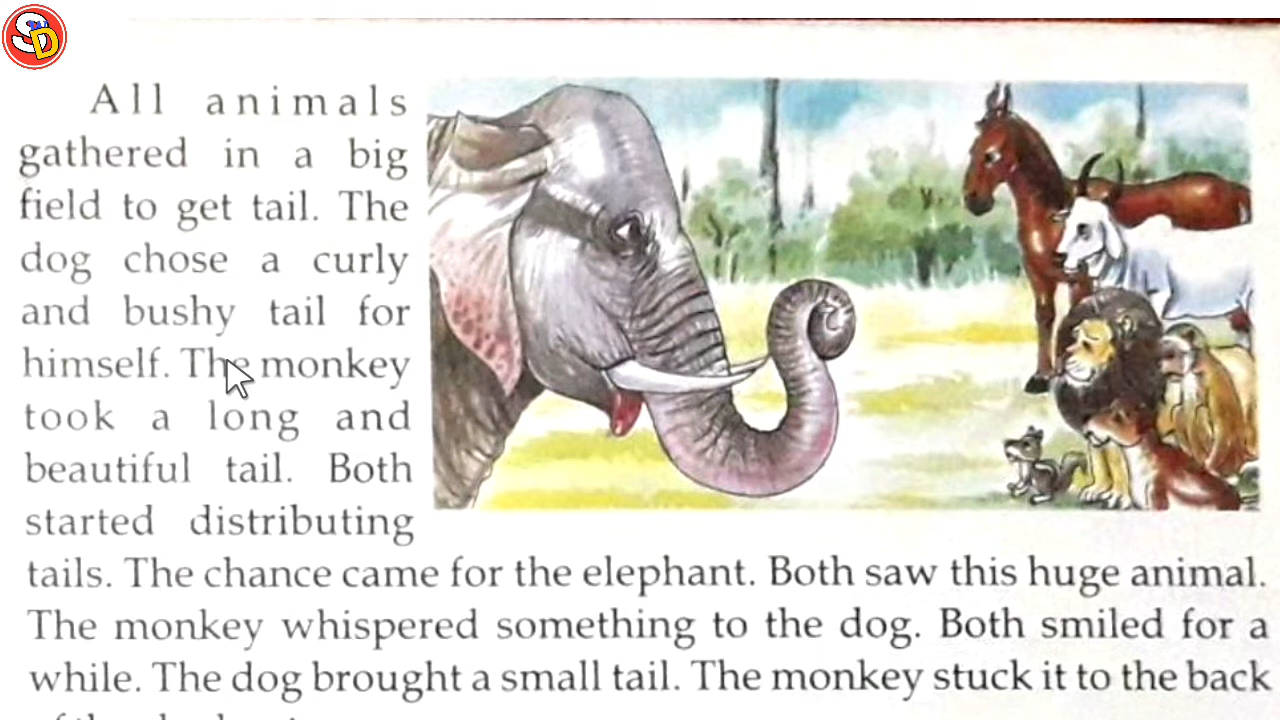 SD
All animals
gathered in a big
field to get tail. The
dog chose a curly
and bushy tail for
himself. The monkey
took a long and
beautiful tail. Both
started distributing
tails. The chance came for the elephant. Both saw this huge animal.
The monkey whispered something to the dog. Both smiled for a
while. The dog brought a small tail. The monkey stuck it to the back